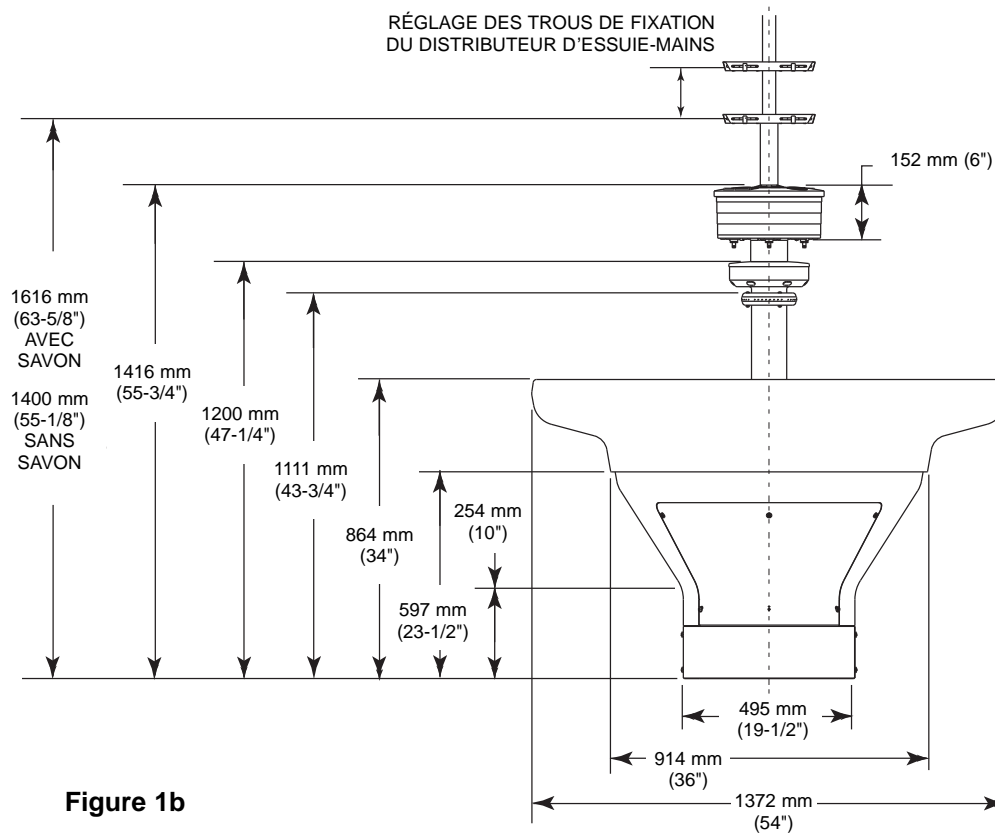 RÉGLAGE DES TROUS DE FIXATION
DU DISTRIBUTEUR D'ESSUIE-MAINS
152 mm (6")
1616 mm
(63-5/8")
AVEC
SAVON
1400 mm
(55-1/8")
SANS
SAVON
1416 mm
(55-3/4")
1200 mm
(47-1/4")
1111 mm
(43-3/4")
864 mm
(34")
254 mm
(10")
597 mm
(23-1/2")
495 mm
(19-1/2")
914 mm
(36")
1372 mm
(54")
Figure 1b